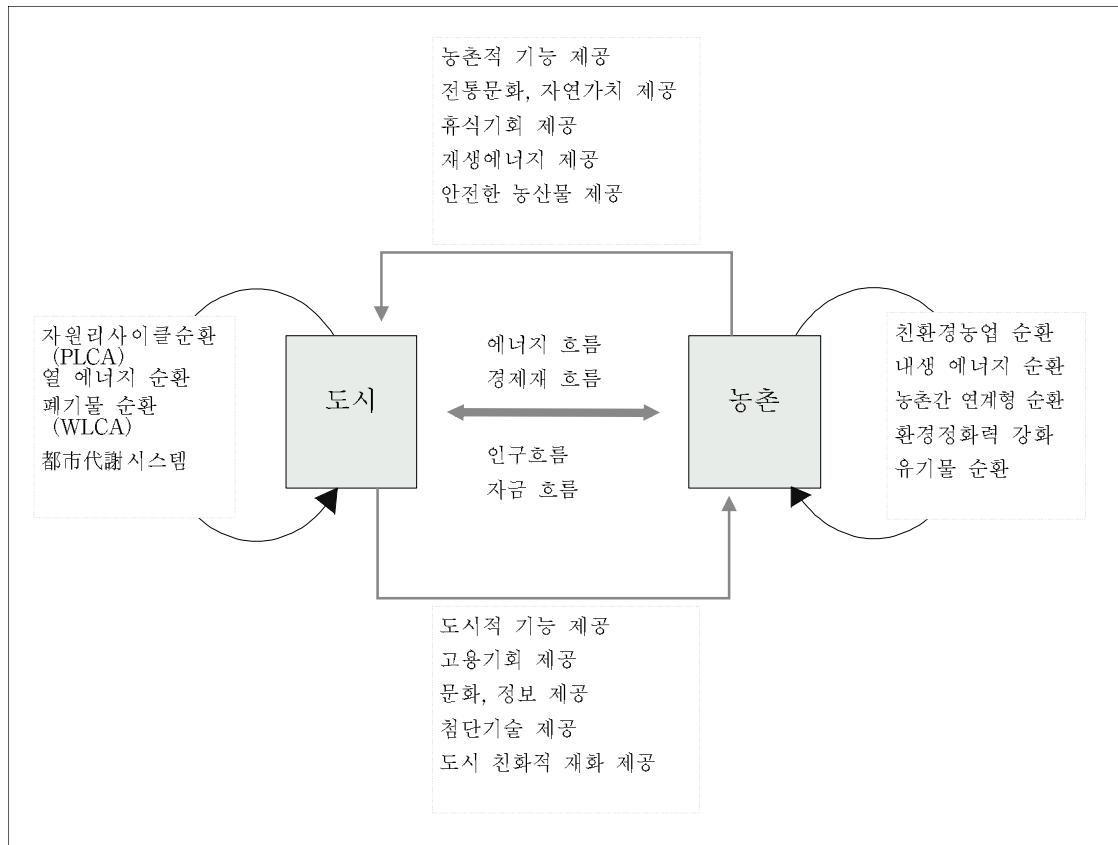 농촌적 기능 제공
전통문화, 자연가치 제공
휴식기회 제공
재생에너지 제공
안전한 농산물 제공
자원리사이클순환
(PLCA)
열 에너지 순환
폐기물 순환
(WLCA)
都市代謝시스템
도시
에너지 흐름
경제재 흐름
인구흐름
자금 흐름
농촌
친환경농업 순환
내생 에너지 순환
농촌간 연계형 순환
환경정화력 강화
유기물 순환
도시적 기능 제공
고용기회 제공
문화, 정보 제공
첨단기술 제공
도시 친화적 재화 제공